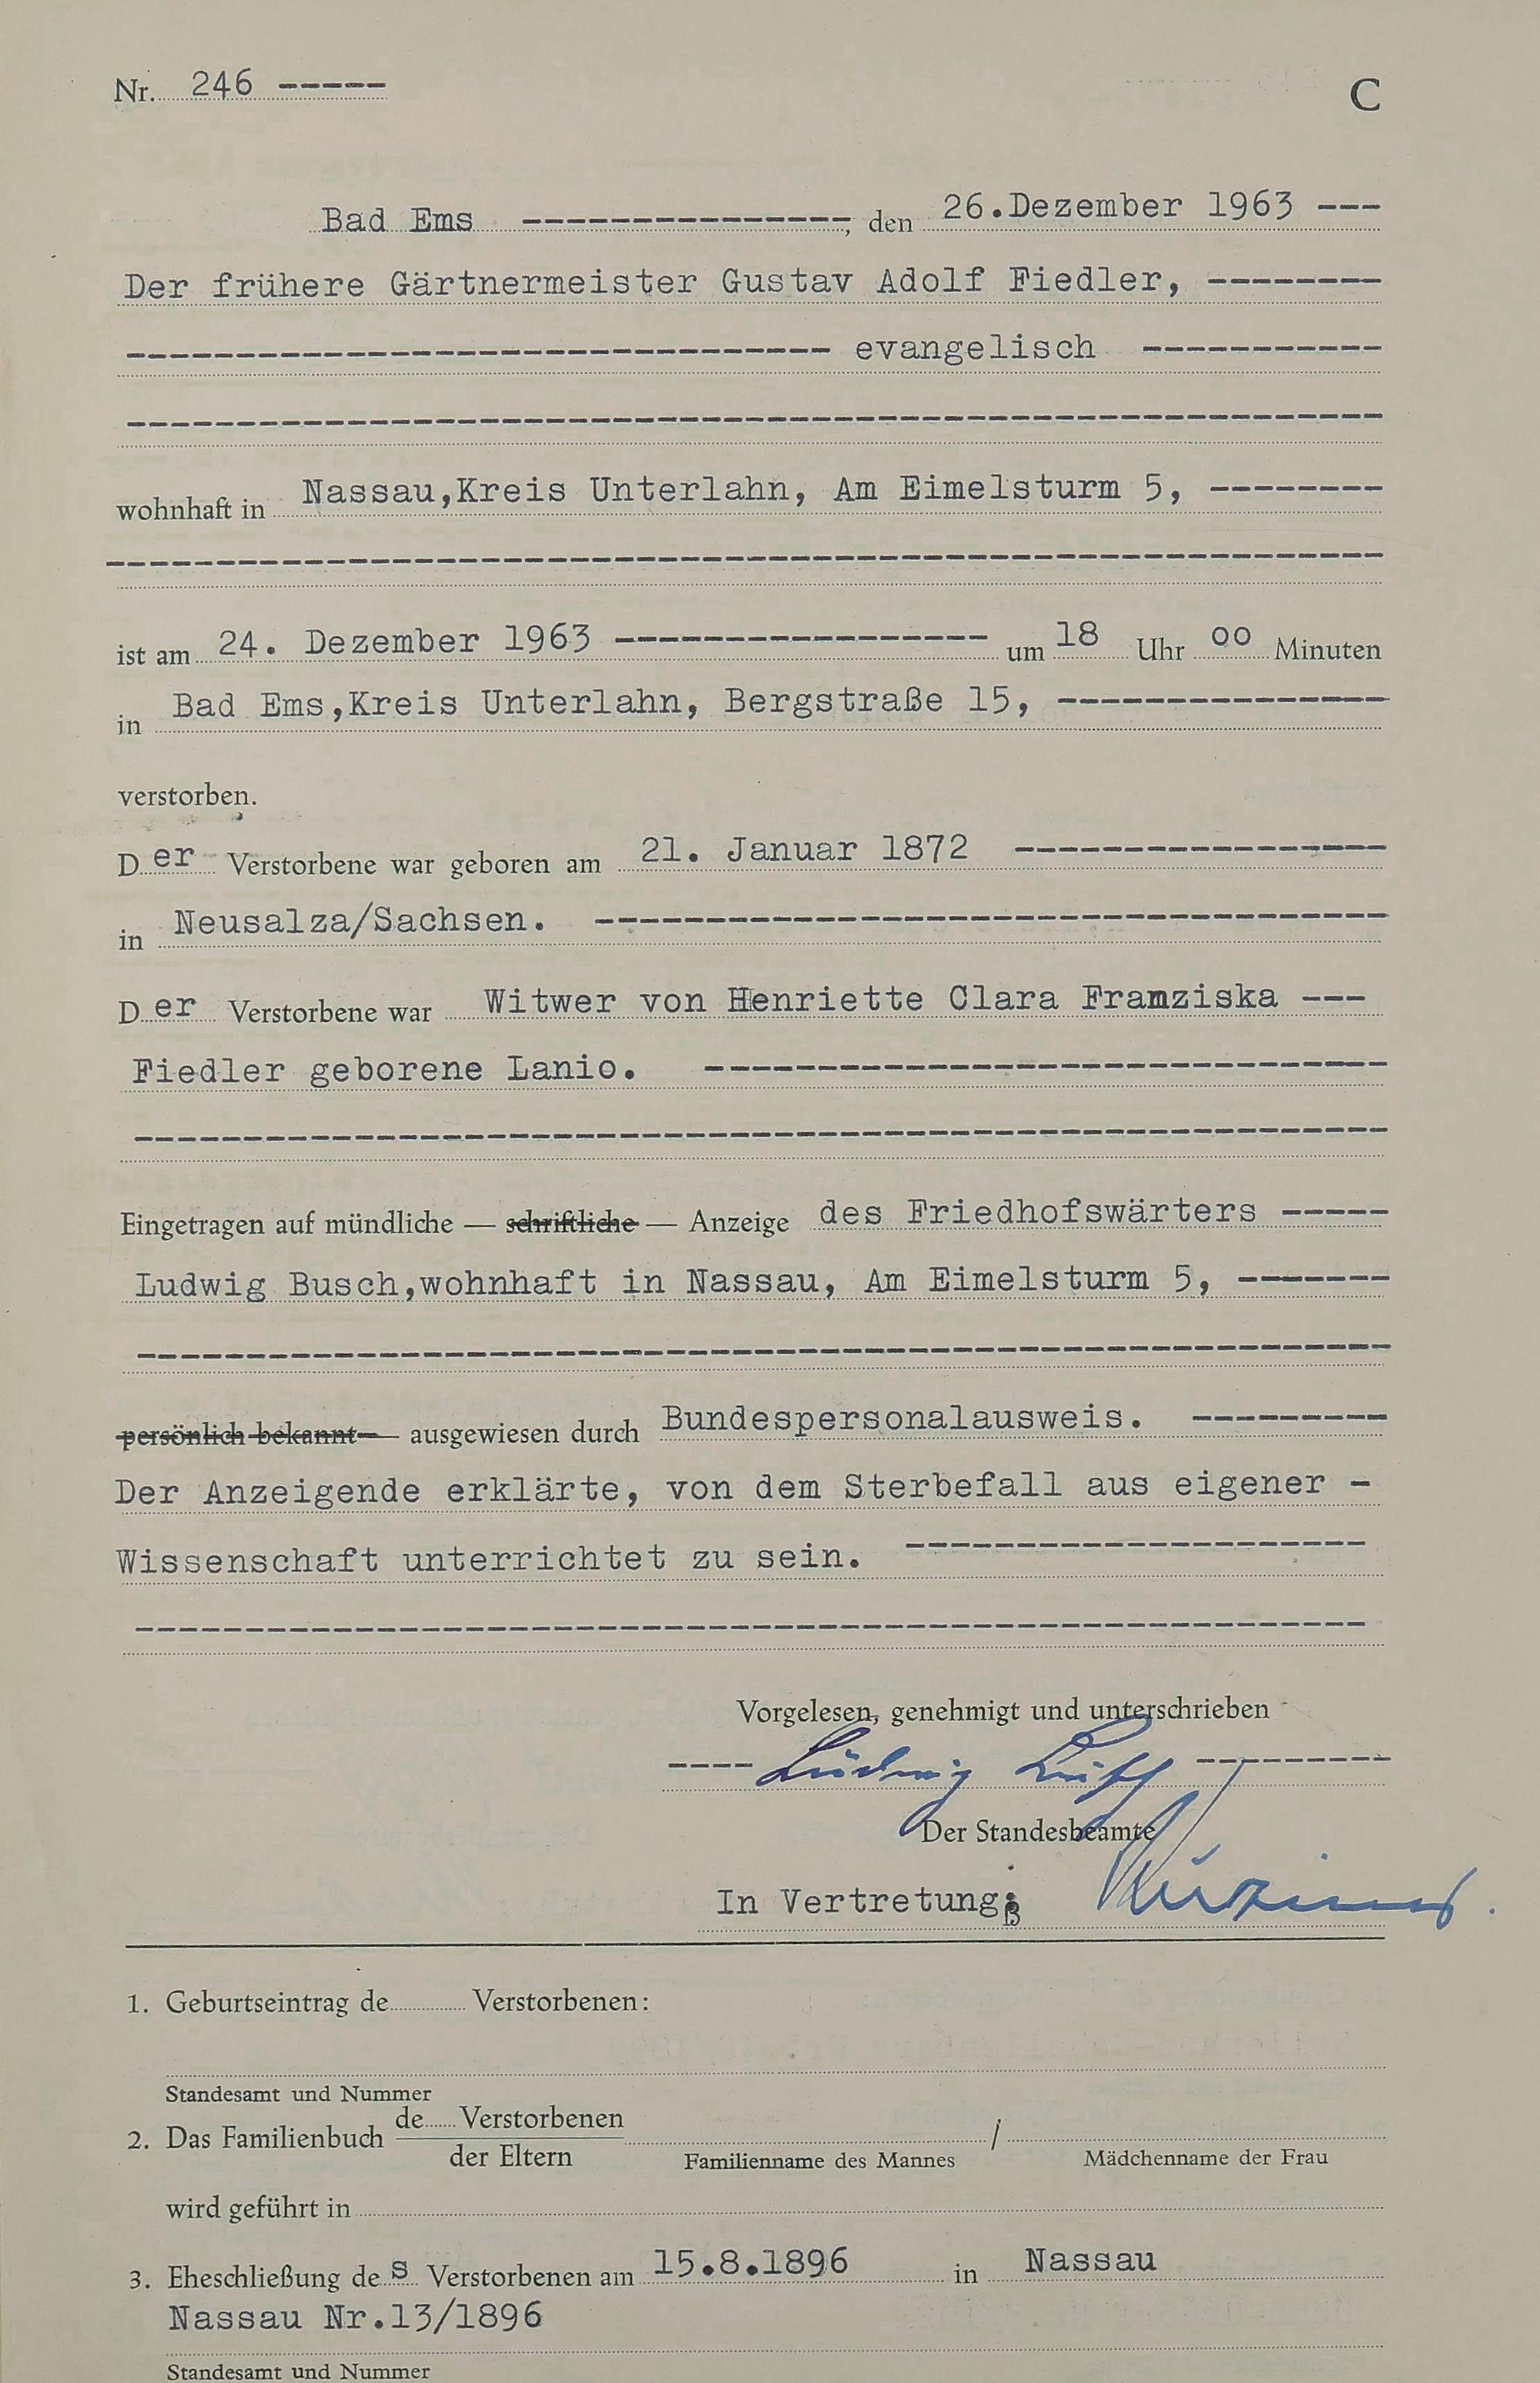 Nr. 246 ----- C
Bad Ems ---------------, den 26.Dezember 1963 ---
Der frühere Gärtnermeister Gustav Adolf Fiedler, --------
-------------------------------- evangelisch -----------
---------------------------------------------------------
wohnhaft in Nassau,Kreis Unterlahn, Am Eimelsturm 5, --------
----------------------------------------------------------
ist am 24. Dezember 1963 ----------------- um 18 Uhr 00 Minuten
in Bad Ems,Kreis Unterlahn, Bergstraße 15, ---------------
verstorben.
Der Verstorbene war geboren am 21. Januar 1872 -----------------
in Neusalza/Sachsen. ------------------------------------
Der Verstorbene war Witwer von Henriette Clara Franziska ---
Fiedler geborene Lanio. -------------------------------
---------------------------------------------------------
Eingetragen auf mündliche — schriftliche — Anzeige des Friedhofswärters -----
Ludwig Busch,wohnhaft in Nassau, Am Eimelsturm 5, -------
---------------------------------------------------------
persönlich bekannt — ausgewiesen durch Bundespersonalausweis. ---------
Der Anzeigende erklärte, von dem Sterbefall aus eigener -
Wissenschaft unterrichtet zu sein. ---------------------
--------------------------------------------------------
Vorgelesen, genehmigt und unterschrieben
---- Ludwig Busch ---------
Der Standesbeamte
In Vertretung:
1. Geburtseintrag de Verstorbenen:
Standesamt und Nummer
2. Das Familienbuch de Verstorbenen
der Eltern /
Familienname des Mannes Mädchenname der Frau
wird geführt in
3. Eheschließung des Verstorbenen am 15.8.1896 in Nassau
Nassau Nr.13/1896
Standesamt und Nummer